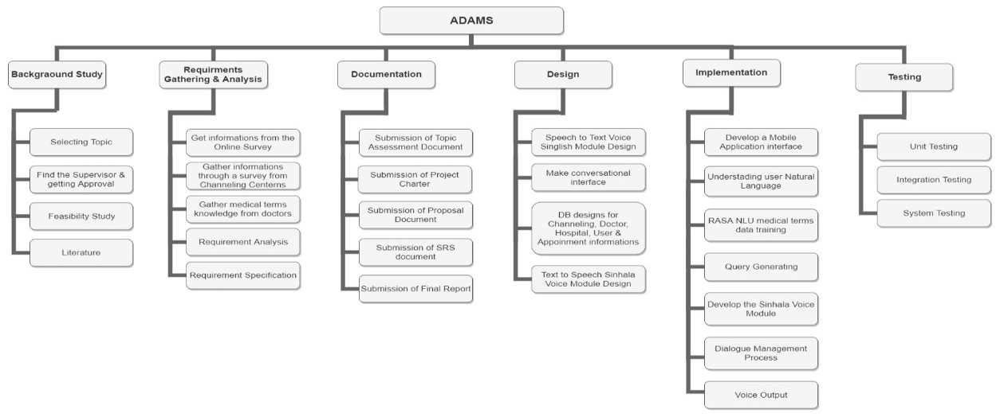 ADAMS
Backgraound Study
Selecting Topic
Find the Supervisor &
getting Approval
Feasibility Study
Literature
Requirments
Gathering & Analysis
Get informations from the
Online Survey
Gather informations
through a survey from
Channeling Centerns
Gather medical terms
knowledge from doctors
Requirement Analysis
Requirement Specification
Documentation
Submission of Topic
Assessment Document
Submission of Project
Charter
Submission of Proposal
Document
Submission of SRS
document
Submission of Final Report
Design
Speech to Text Voice
Singlish Module Design
Make conversational
interface
DB designs for
Channeling, Doctor,
Hospital, User &
Appoinment informations
Text to Speech Sinhala
Voice Module Design
Implementation
Develop a Mobile
Application interface
Understading user Natural
Language
RASA NLU medical terms
data training
Query Generating
Develop the Sinhala Voice
Module
Dialogue Management
Process
Voice Output
Testing
Unit Testing
Integration Testing
System Testing